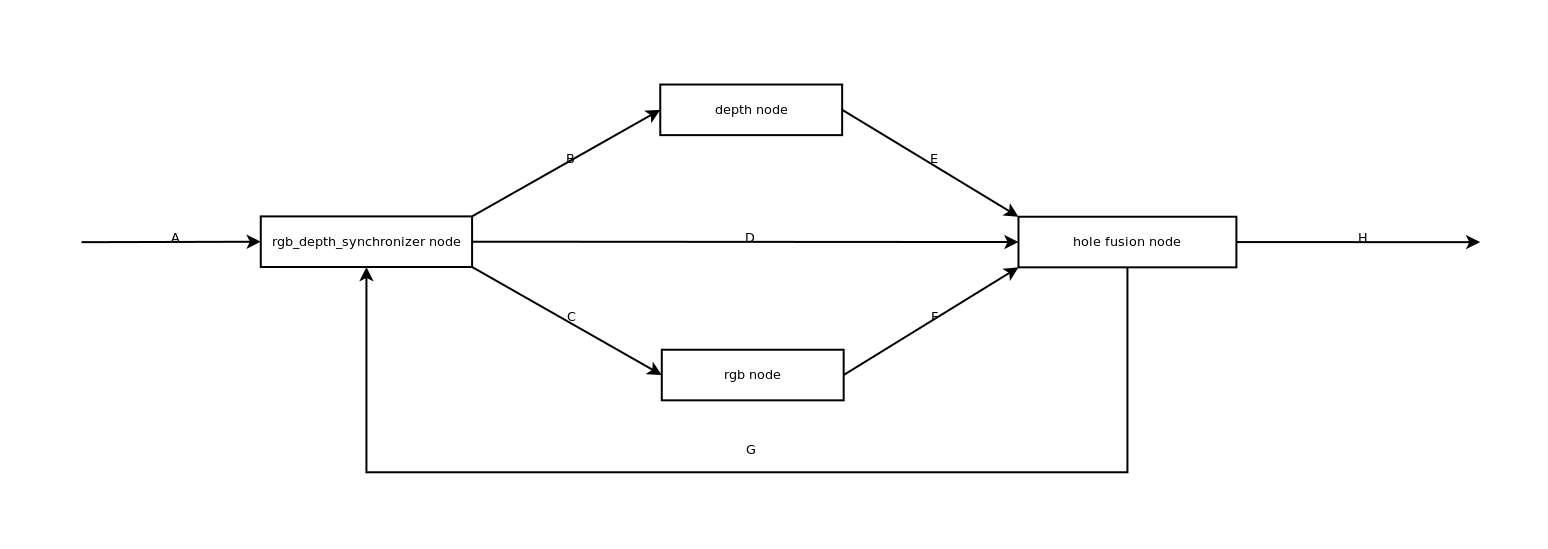 depth node
B
E
A
rgb_depth_synchronizer node
D
hole fusion node
H
C
F
rgb node
G